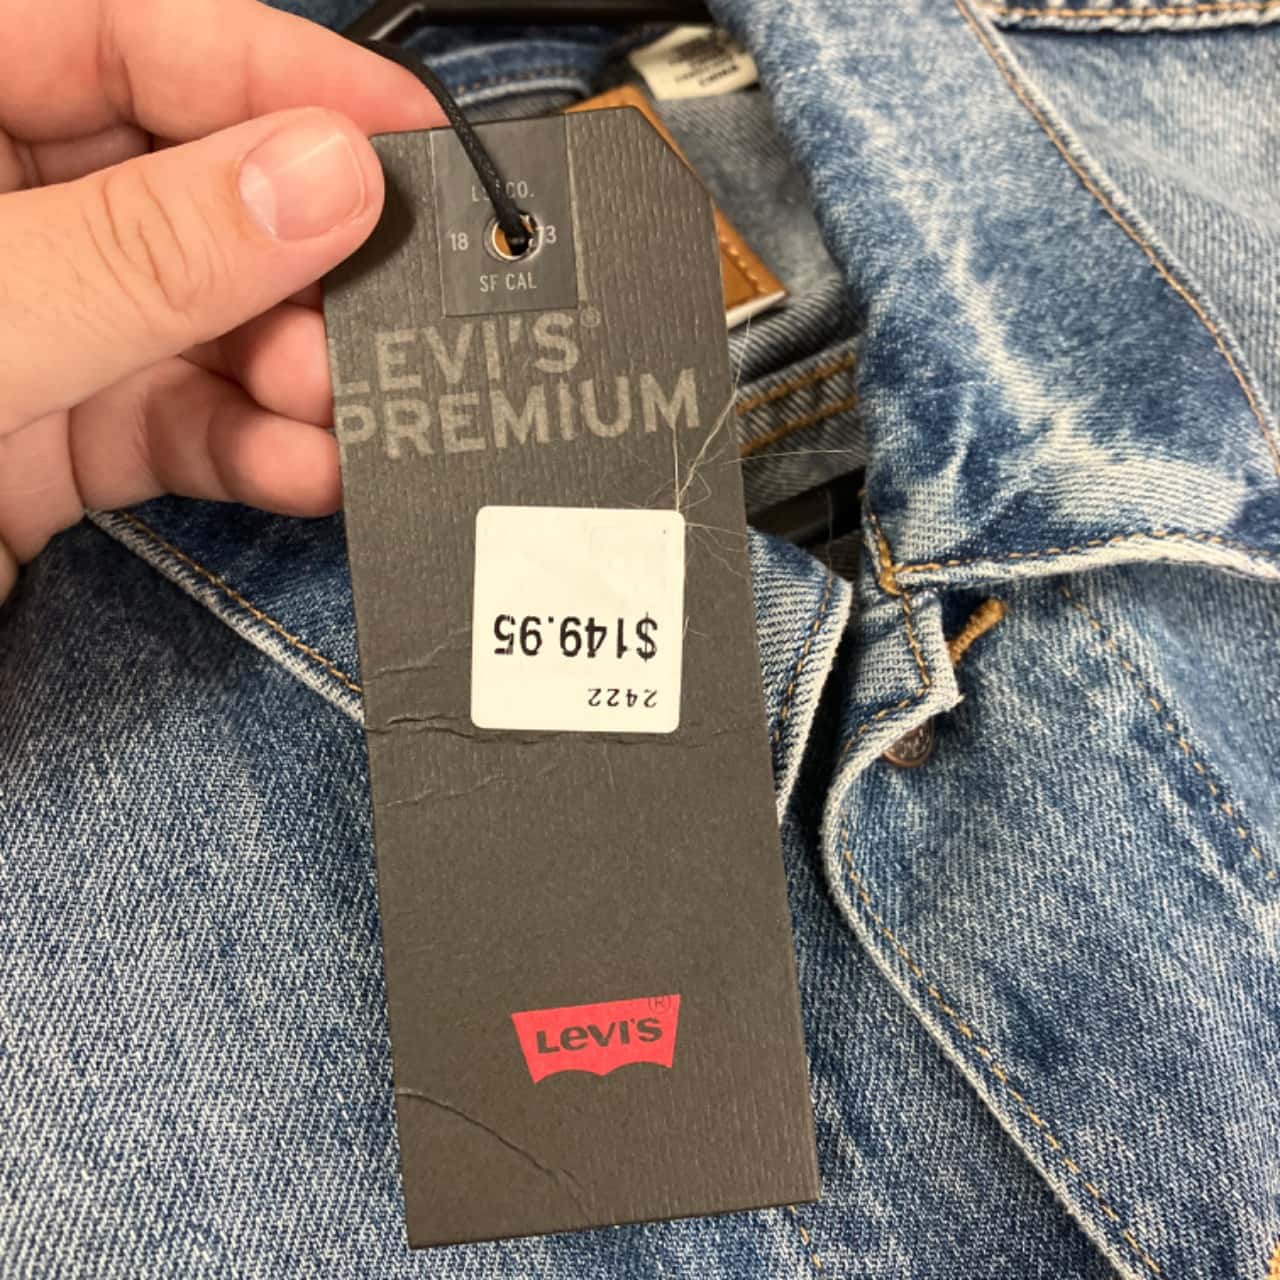 LS&CO.
18 73
SF CAL
LEVI'S®
PREMIUM
$149.95
2422
LEVI'S
(R)